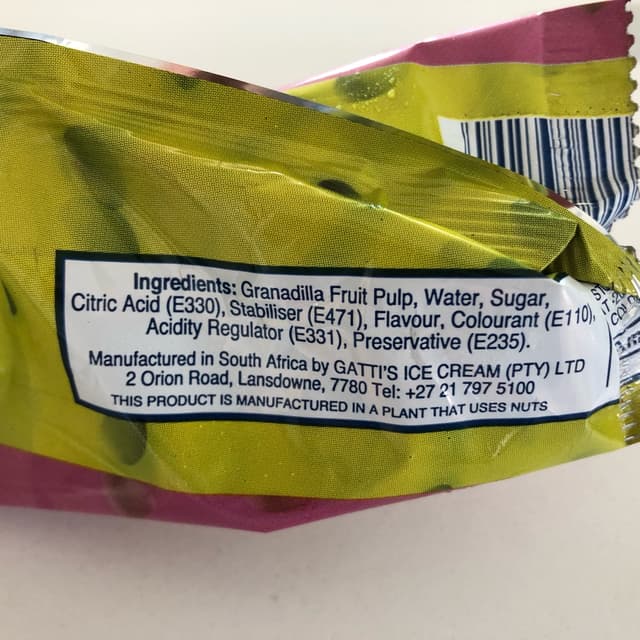 Ingredients: Granadilla Fruit Pulp, Water, Sugar,
Citric Acid (E330), Stabiliser (E471), Flavour, Colourant (E110),
Acidity Regulator (E331), Preservative (E235).
Manufactured in South Africa by GATTI'S ICE CREAM (PTY) LTD
2 Orion Road, Lansdowne, 7780 Tel: +27 21 797 5100
THIS PRODUCT IS MANUFACTURED IN A PLANT THAT USES NUTS